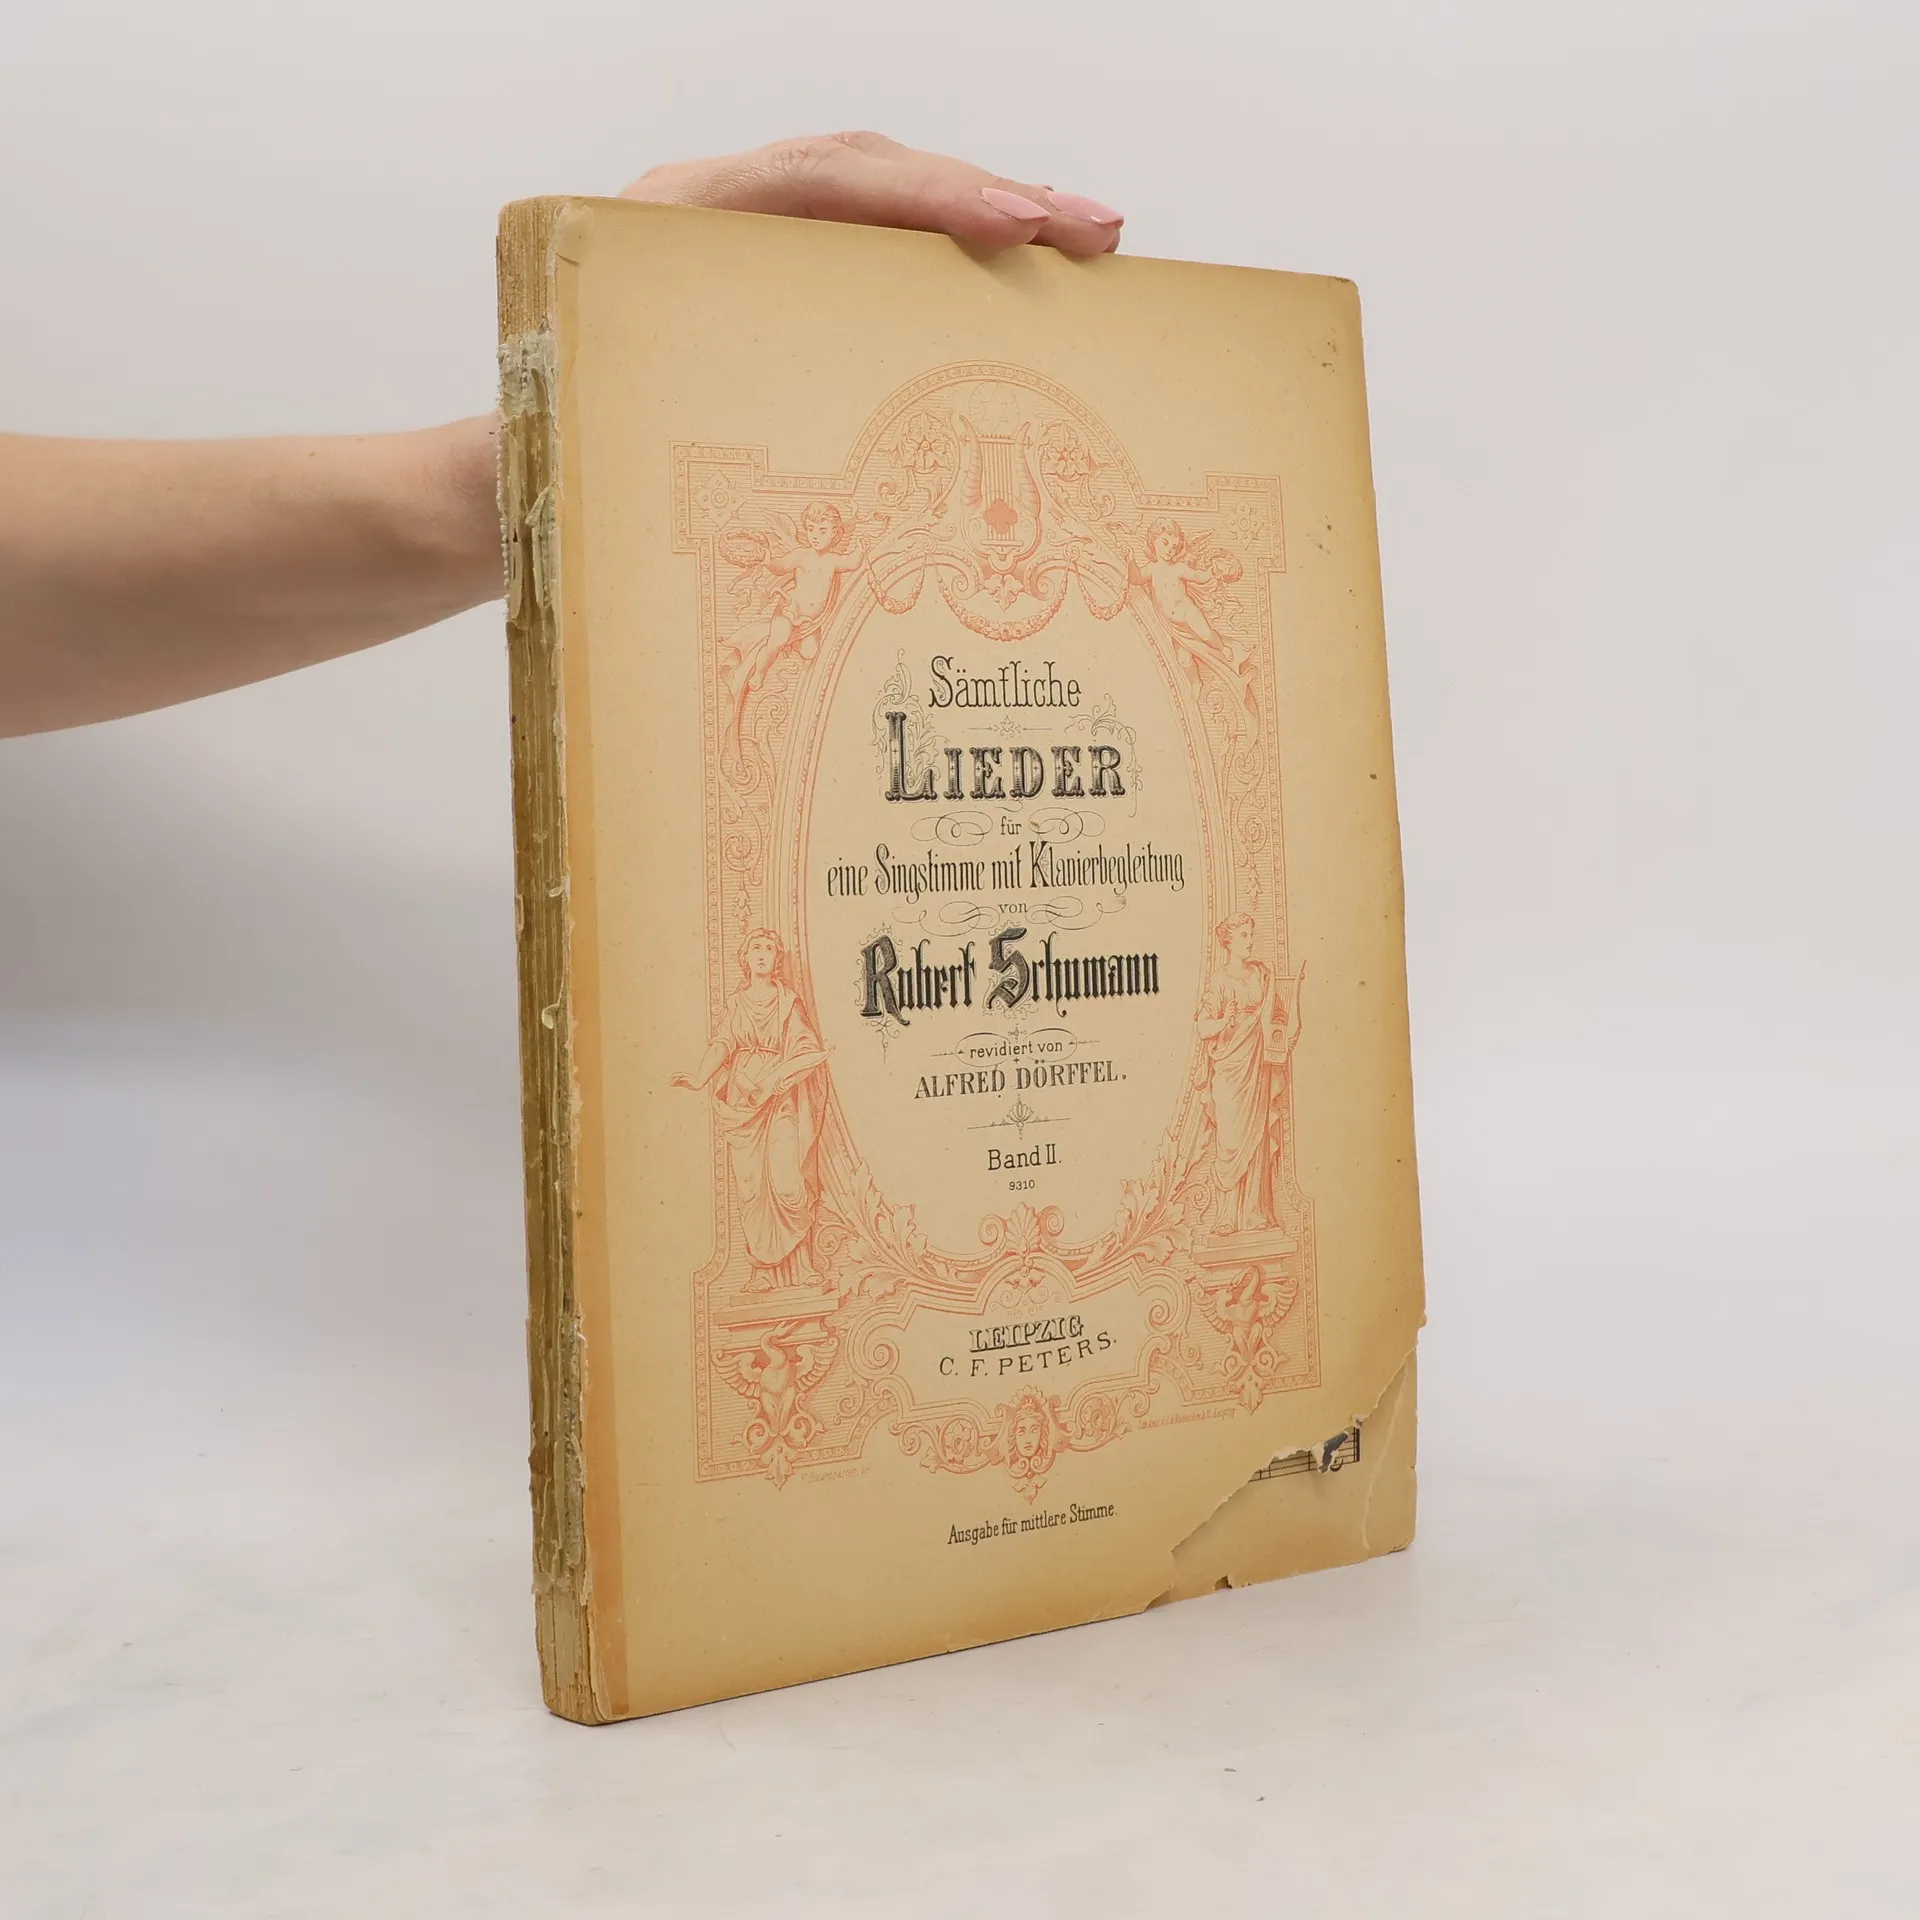 Sämtliche
LIEDER
für
eine Singstimme mit Klavierbegleitung
von
Robert Schumann
revidiert von
ALFRED DÖRFFEL.
Band II.
9310.
LEIPZIG
C. F. PETERS.
Ausgabe für mittlere Stimme.